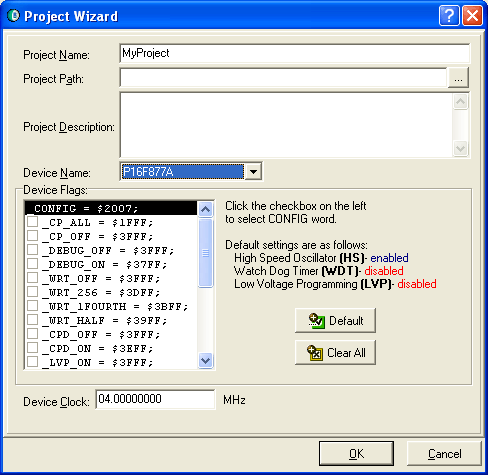 Project Wizard
Project Name: MyProject
Project Path:
...
Project Description:
Device Name: P16F877A
Device Flags:
_CONFIG = $2007;
_CP_ALL = $1FFF;
_CP_OFF = $3FFF;
_DEBUG_OFF = $3FFF;
_DEBUG_ON = $37FF;
_WRT_OFF = $3FFF;
_WRT_256 = $3DFF;
_WRT_1FOURTH = $3BFF;
_WRT_HALF = $39FF;
_CPD_OFF = $3FFF;
_CPD_ON = $3EFF;
_LVP_ON = $3FFF;
Click the checkbox on the left
to select CONFIG word.
Default settings are as follows:
High Speed Oscillator (HS)- enabled
Watch Dog Timer (WDT)- disabled
Low Voltage Programming (LVP)- disabled
Default
Clear All
Device Clock: 04.00000000 MHz
OK
Cancel